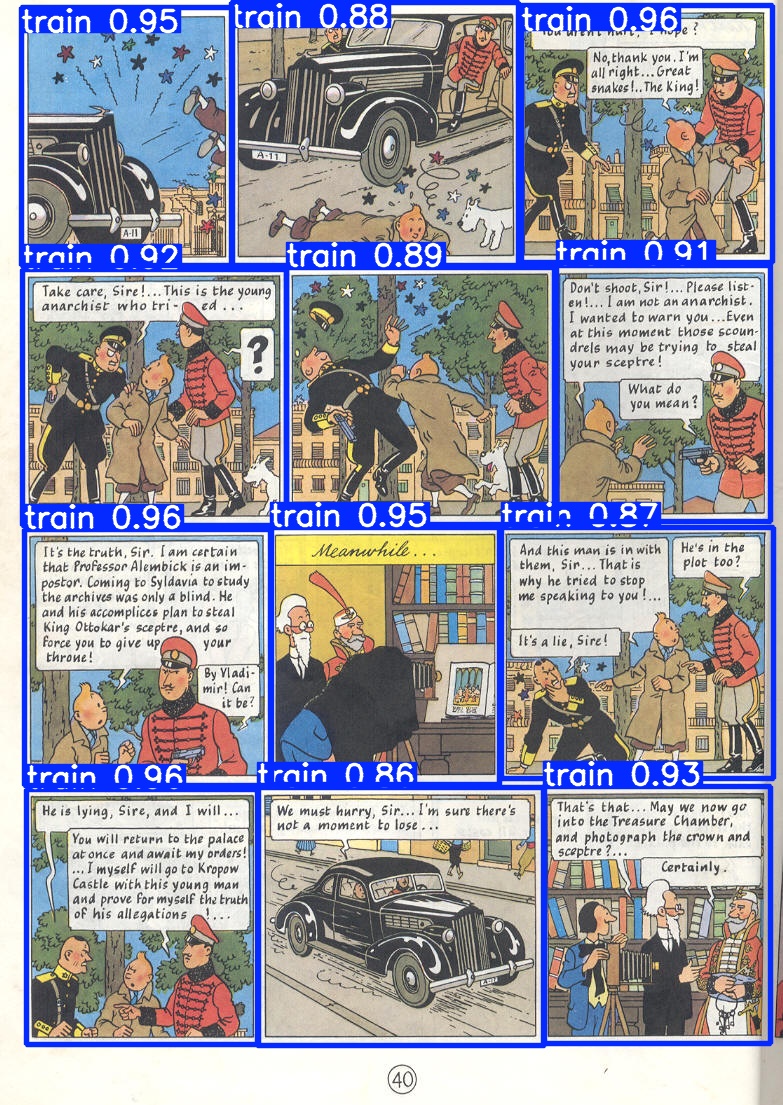 train 0.95
train 0.88
A-11
A-11
train 0.96
You aren't hurt, I hope?
No, thank you. I'm
all right...Great
snakes!..The King!
train 0.92
Take care, Sire!...This is the young
anarchist who tri- ed ...
?
train 0.89
train 0.91
Don't shoot, Sir!... Please list-
en!... I am not an anarchist.
I wanted to warn you...Even
at this moment those scoun-
drels may be trying to steal
your sceptre!
What do
you mean?
train 0.96
It's the truth, Sir. I am certain
that Professor Alembick is an im-
postor. Coming to Syldavia to study
the archives was only a blind. He
and his accomplices plan to steal
King Ottokar's sceptre, and so
force you to give up your
throne!
By Vladi-
mir! Can
it be?
train 0.95
Meanwhile...
train 0.87
And this man is in with
them, Sir... That is
why he tried to stop
me speaking to you!...
He's in the
plot too?
It's a lie, Sire!
train 0.96
He is lying, Sire, and I will...
You will return to the palace
at once and await my orders!
...I myself will go to Kropow
Castle with this young man
and prove for myself the truth
of his allegations !...
train 0.86
We must hurry, Sir...I'm sure there's
not a moment to lose...
A-11
train 0.93
That's that... May we now go
into the Treasure Chamber,
and photograph the crown and
sceptre?...
Certainly.
40